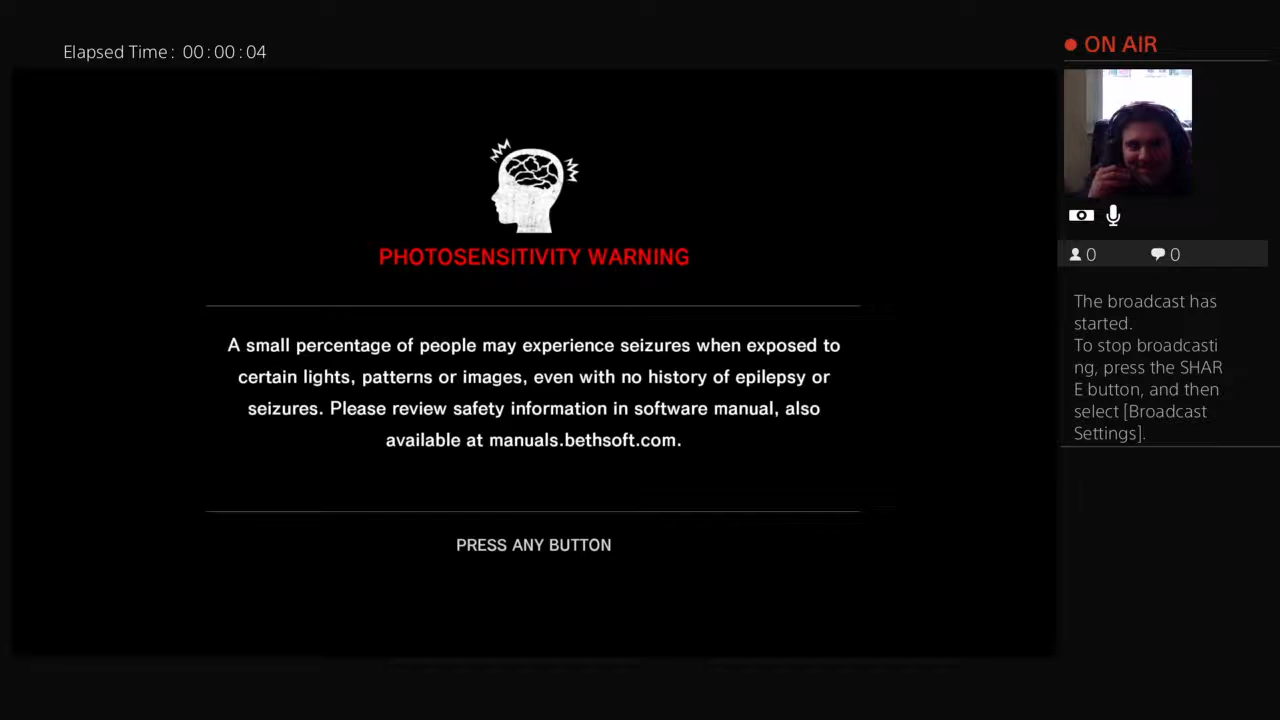 Elapsed Time: 00:00:04
ON AIR
PHOTOSENSITIVITY WARNING
A small percentage of people may experience seizures when exposed to
certain lights, patterns or images, even with no history of epilepsy or
seizures. Please review safety information in software manual, also
available at manuals.bethsoft.com.
PRESS ANY BUTTON
0
0
The broadcast has
started.
To stop broadcasti
ng, press the SHAR
E button, and then
select [Broadcast
Settings].